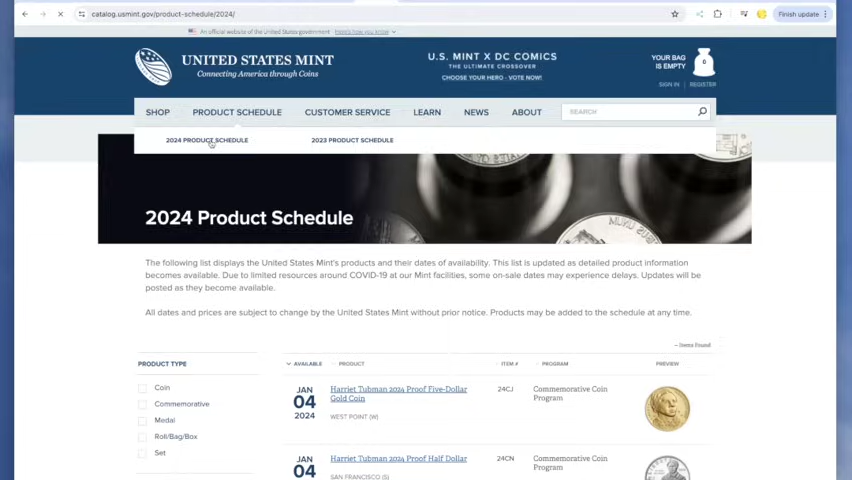 catalog.usmint.gov/product-schedule/2024/
Finish update
An official website of the United States government Here's how you know
UNITED STATES MINT
Connecting America through Coins
U.S. MINT X DC COMICS
THE ULTIMATE CROSSOVER
CHOOSE YOUR HERO - VOTE NOW!
YOUR BAG
IS EMPTY
0
SIGN IN | REGISTER
SHOP PRODUCT SCHEDULE CUSTOMER SERVICE LEARN NEWS ABOUT SEARCH
2024 PRODUCT SCHEDULE 2023 PRODUCT SCHEDULE
2024 Product Schedule
The following list displays the United States Mint's products and their dates of availability. This list is updated as detailed product information
becomes available. Due to limited resources around COVID-19 at our Mint facilities, some on-sale dates may experience delays. Updates will be
posted as they become available.
All dates and prices are subject to change by the United States Mint without prior notice. Products may be added to the schedule at any time.
-- Items Found
PRODUCT TYPE
Coin
Commemorative
Medal
Roll/Bag/Box
Set
AVAILABLE PRODUCT ITEM # PROGRAM PREVIEW
JAN
04
2024
Harriet Tubman 2024 Proof Five-Dollar
Gold Coin
WEST POINT (W)
24CJ
Commemorative Coin
Program
JAN
04
Harriet Tubman 2024 Proof Half Dollar
SAN FRANCISCO (S)
24CN
Commemorative Coin
Program